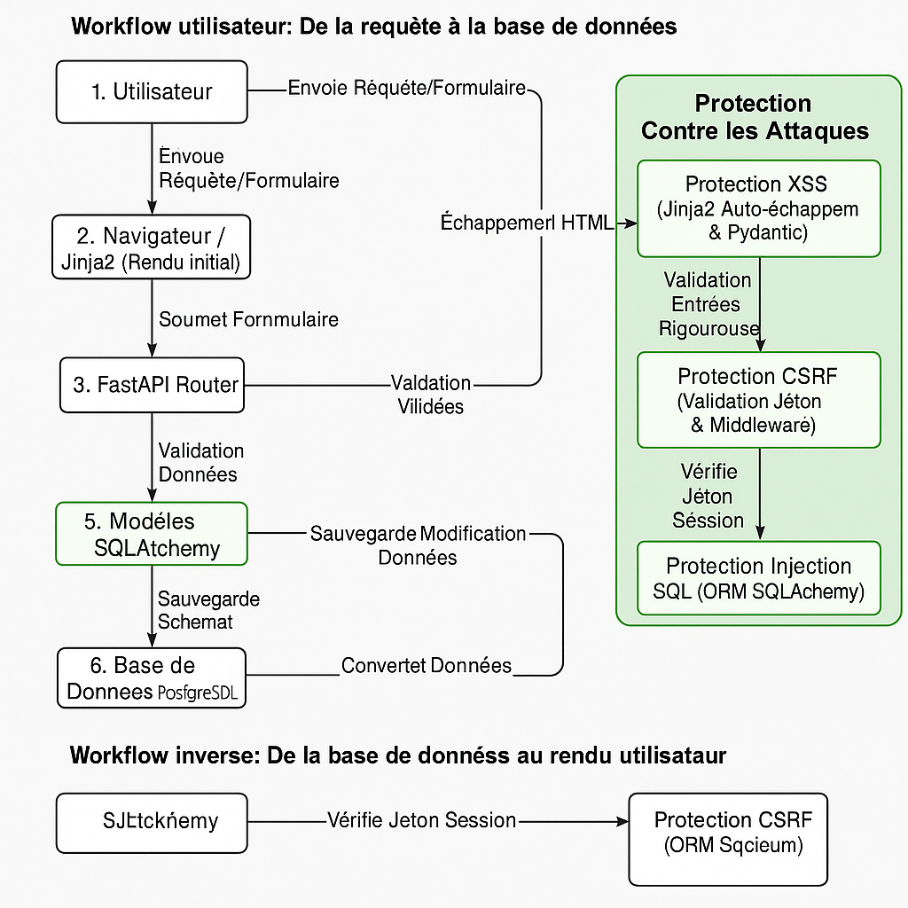 Workflow utilisateur: De la requète à la base de données
1. Utilisateur
Envoie Réquéte/Formulaire
Envoue
Réquète/Formulaire
2. Navigateur /
Jinja2 (Rendu initial)
Soumet Fornmulaire
3. FastAPI Router
Valdation
Vilidées
Validation
Données
5. Modéles
SQLAtchemy
Sauvegarde Modification
Données
Sauvegarde
Schemat
6. Base de
Donnees PosfgreSDL
Convertet Données
Échappemerl HTML
Protection
Contre les Attaques
Protection XSS
(Jinja2 Auto-échappem
& Pydantic)
Validation
Entrées
Rigourouse
Protection CSRF
(Validation Jéton
& Middleware)
Vérifie
Jéton
Séssion
Protection Injection
SQL (ORM SQLAchemy)
Workflow inverse: De la base de donnéss au rendu utilisataur
Vérifie Jeton Session
Protection CSRF
(ORM Sqcieum)